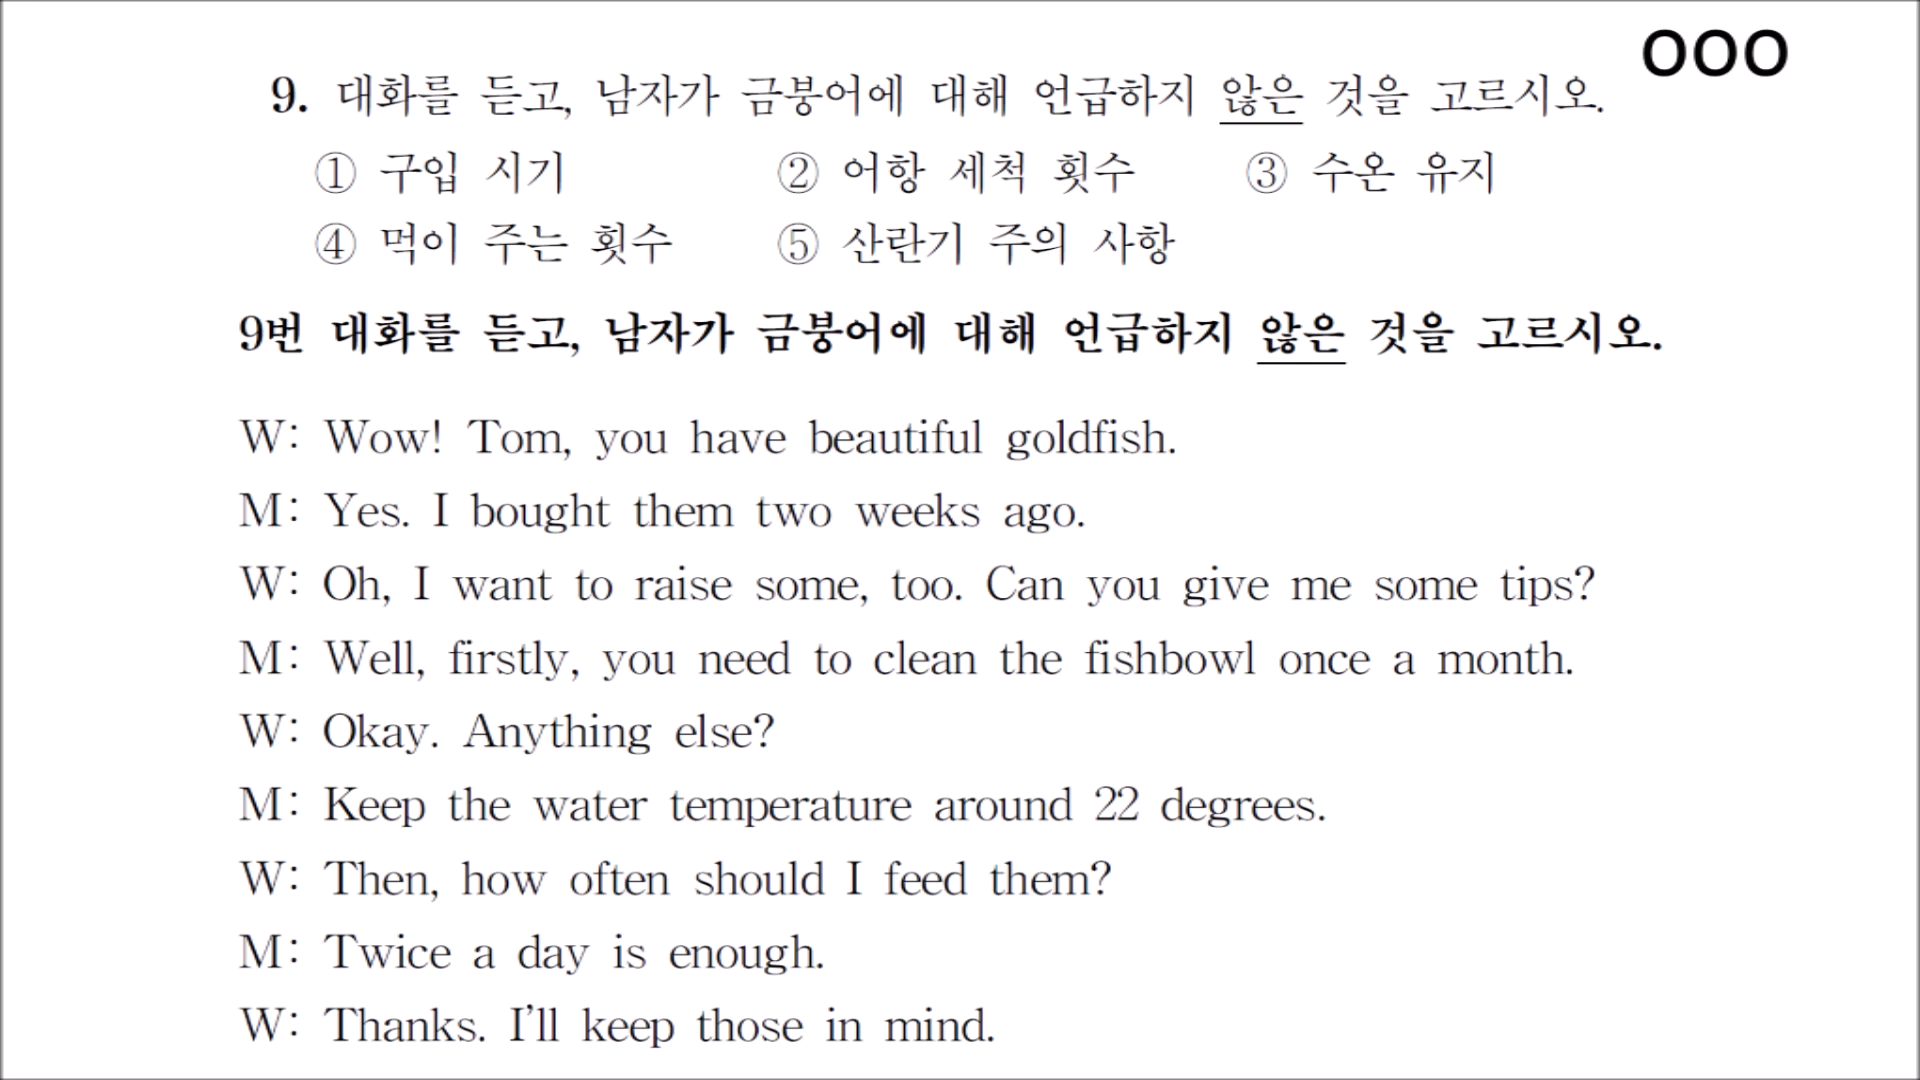 OOO
9. 대화를 듣고, 남자가 금붕어에 대해 언급하지 않은 것을 고르시오.
① 구입 시기 ② 어항 세척 횟수 ③ 수온 유지
④ 먹이 주는 횟수 ⑤ 산란기 주의 사항
9번 대화를 듣고, 남자가 금붕어에 대해 언급하지 않은 것을 고르시오.
W: Wow! Tom, you have beautiful goldfish.
M: Yes. I bought them two weeks ago.
W: Oh, I want to raise some, too. Can you give me some tips?
M: Well, firstly, you need to clean the fishbowl once a month.
W: Okay. Anything else?
M: Keep the water temperature around 22 degrees.
W: Then, how often should I feed them?
M: Twice a day is enough.
W: Thanks. I’ll keep those in mind.